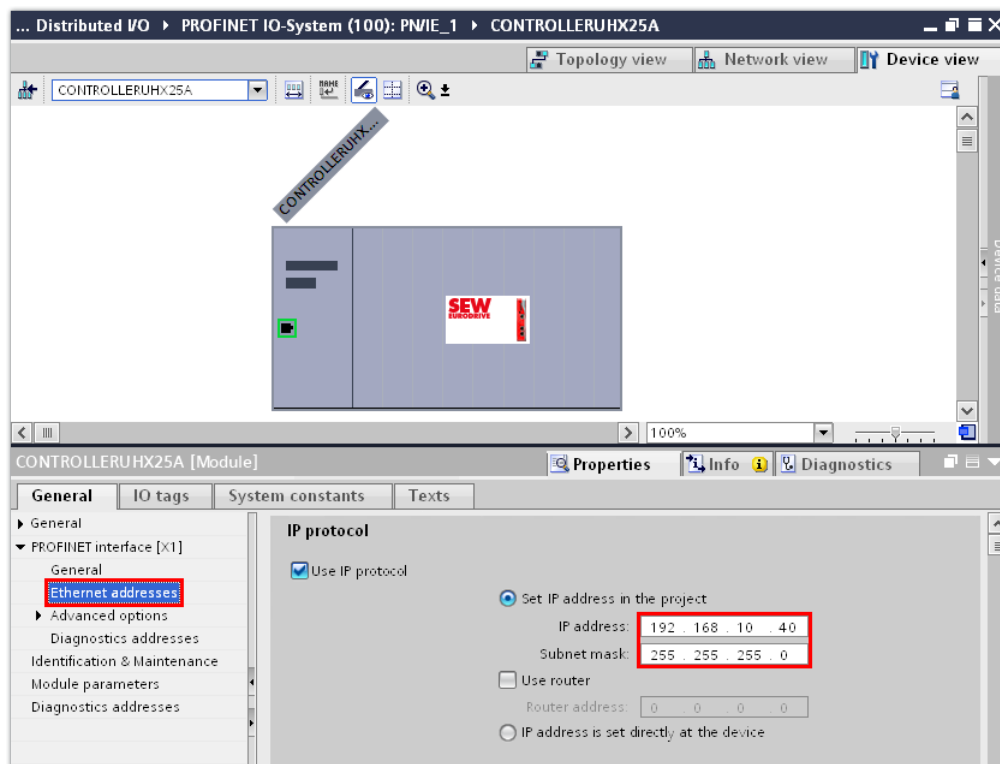 ... Distributed I/O ▸ PROFINET IO-System (100): PN/IE_1 ▸ CONTROLLERUHX25A
Topology view Network view Device view
CONTROLLERUHX25A
CONTROLLERUHX...
SEW
EURODRIVE
Device data
100%
CONTROLLERUHX25A [Module]
Properties Info Diagnostics
General IO tags System constants Texts
General
PROFINET interface [X1]
General
Ethernet addresses
Advanced options
Diagnostics addresses
Identification & Maintenance
Module parameters
Diagnostics addresses
IP protocol
Use IP protocol
Set IP address in the project
IP address: 192 . 168 . 10 . 40
Subnet mask: 255 . 255 . 255 . 0
Use router
Router address: 0 . 0 . 0 . 0
IP address is set directly at the device